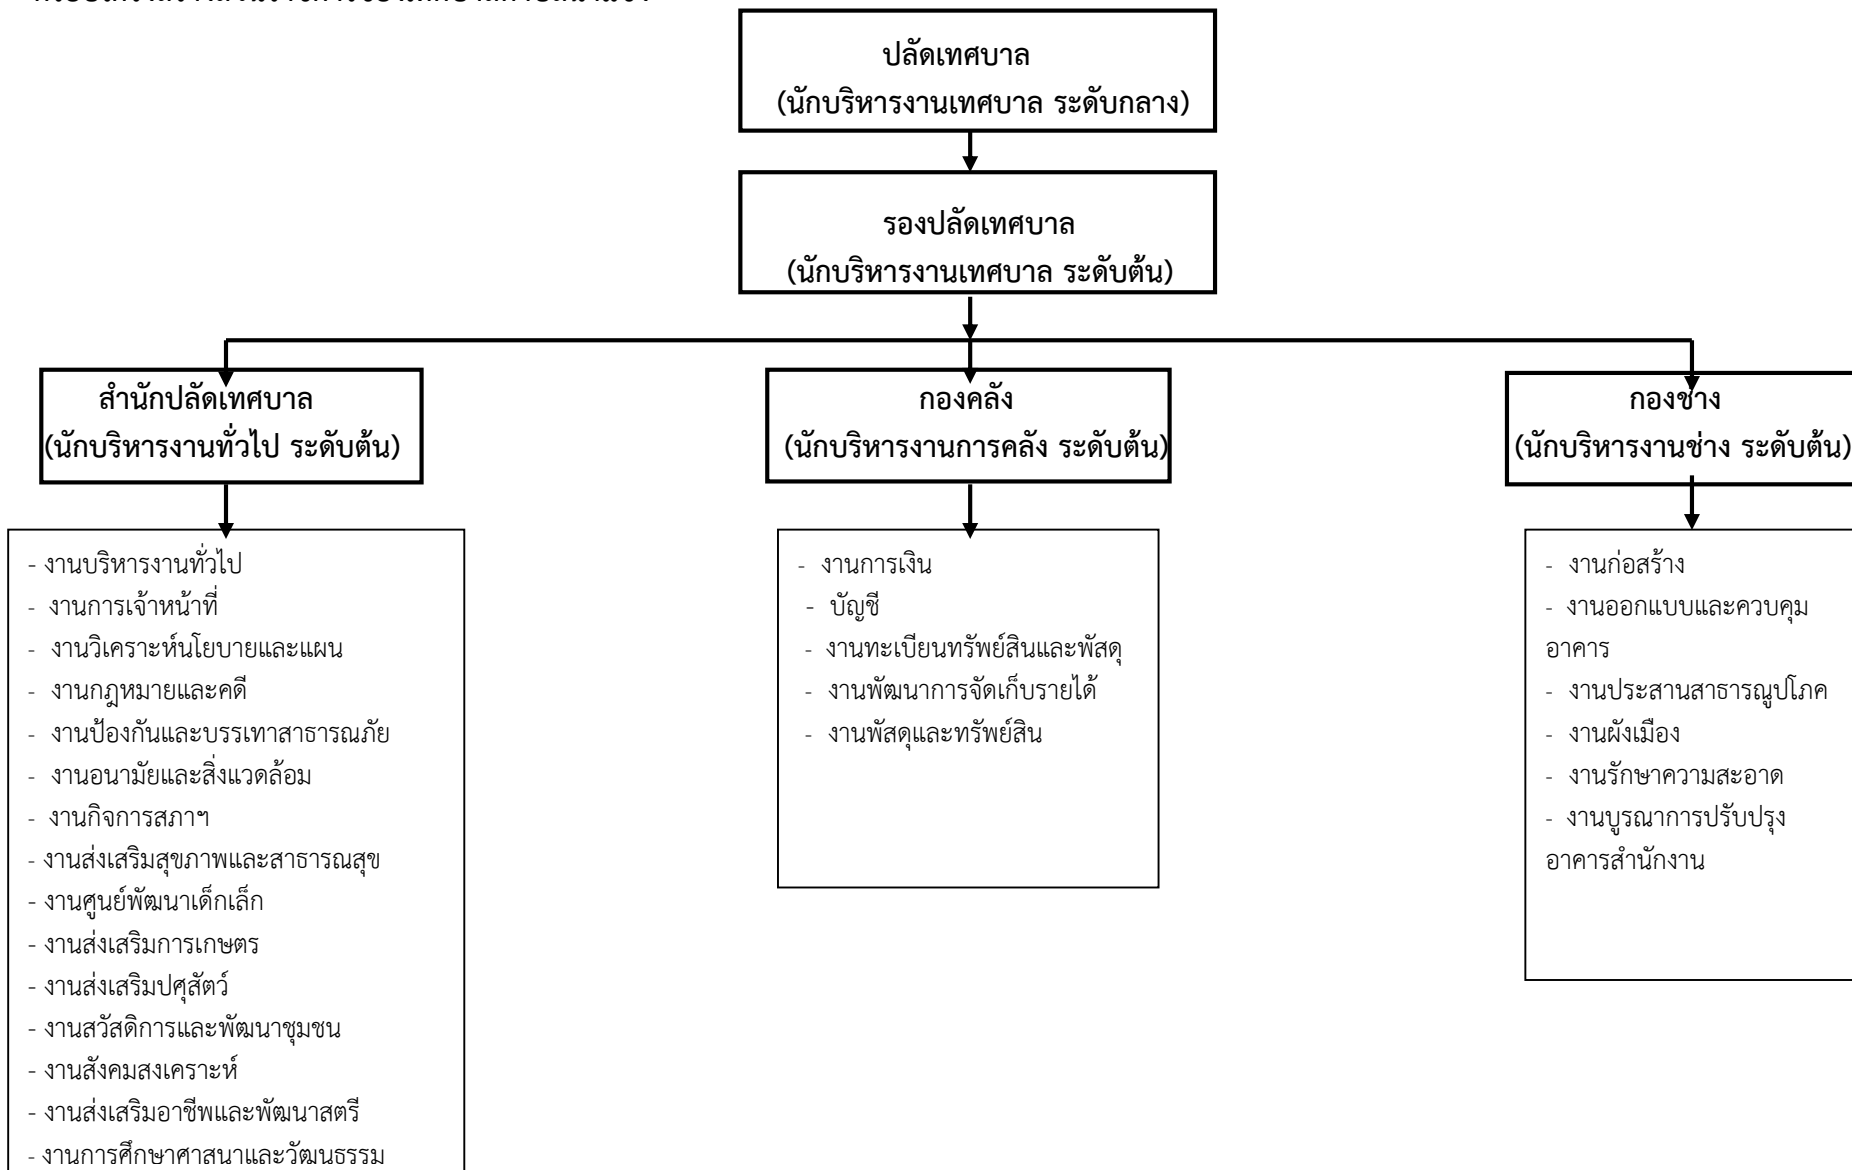 ปลัดเทศบาล
(นักบริหารงานเทศบาล ระดับกลาง)
รองปลัดเทศบาล
(นักบริหารงานเทศบาล ระดับต้น)
สำนักปลัดเทศบาล
(นักบริหารงานทั่วไป ระดับต้น)
กองคลัง
(นักบริหารงานการคลัง ระดับต้น)
กองช่าง
(นักบริหารงานช่าง ระดับต้น)
- งานบริหารงานทั่วไป
- งานการเจ้าหน้าที่
- งานวิเคราะห์นโยบายและแผน
- งานกฎหมายและคดี
- งานป้องกันและบรรเทาสาธารณภัย
- งานอนามัยและสิ่งแวดล้อม
- งานกิจการสภาฯ
- งานส่งเสริมสุขภาพและสาธารณสุข
- งานศูนย์พัฒนาเด็กเล็ก
- งานส่งเสริมการเกษตร
- งานส่งเสริมปศุสัตว์
- งานสวัสดิการและพัฒนาชุมชน
- งานสังคมสงเคราะห์
- งานส่งเสริมอาชีพและพัฒนาสตรี
- งานการศึกษาศาสนาและวัฒนธรรม
- งานการเงิน
- บัญชี
- งานทะเบียนทรัพย์สินและพัสดุ
- งานพัฒนาการจัดเก็บรายได้
- งานพัสดุและทรัพย์สิน
- งานก่อสร้าง
- งานออกแบบและควบคุม
อาคาร
- งานประสานสาธารณูปโภค
- งานผังเมือง
- งานรักษาความสะอาด
- งานบูรณาการปรับปรุง
อาคารสำนักงาน